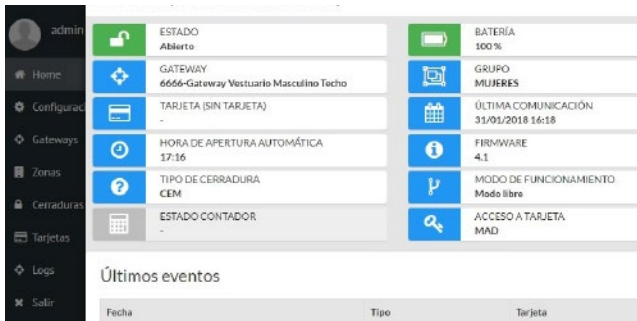 admin
Home
Configurac
Gateways
Zonas
Cerraduras
Tarjetas
Logs
Salir
ESTADO
Abierto
BATERÍA
100 %
GATEWAY
6666-Gateway Vestuario Masculino Techo
GRUPO
MUJERES
TARJETA (SIN TARJETA)
-
ÚLTIMA COMUNICACIÓN
31/01/2018 16:18
HORA DE APERTURA AUTOMÁTICA
17:16
FIRMWARE
4.1
TIPO DE CERRADURA
CEM
MODO DE FUNCIONAMIENTO
Modo libre
ESTADO CONTADOR
-
ACCESO A TARJETA
MAD
Últimos eventos
Fecha Tipo Tarjeta